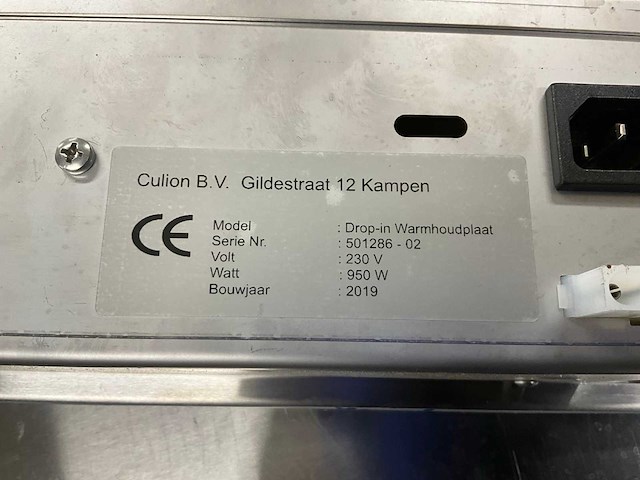 Culion B.V. Gildestraat 12 Kampen
CE
Model : Drop-in Warmhoudplaat
Serie Nr. : 501286 - 02
Volt : 230 V
Watt : 950 W
Bouwjaar : 2019